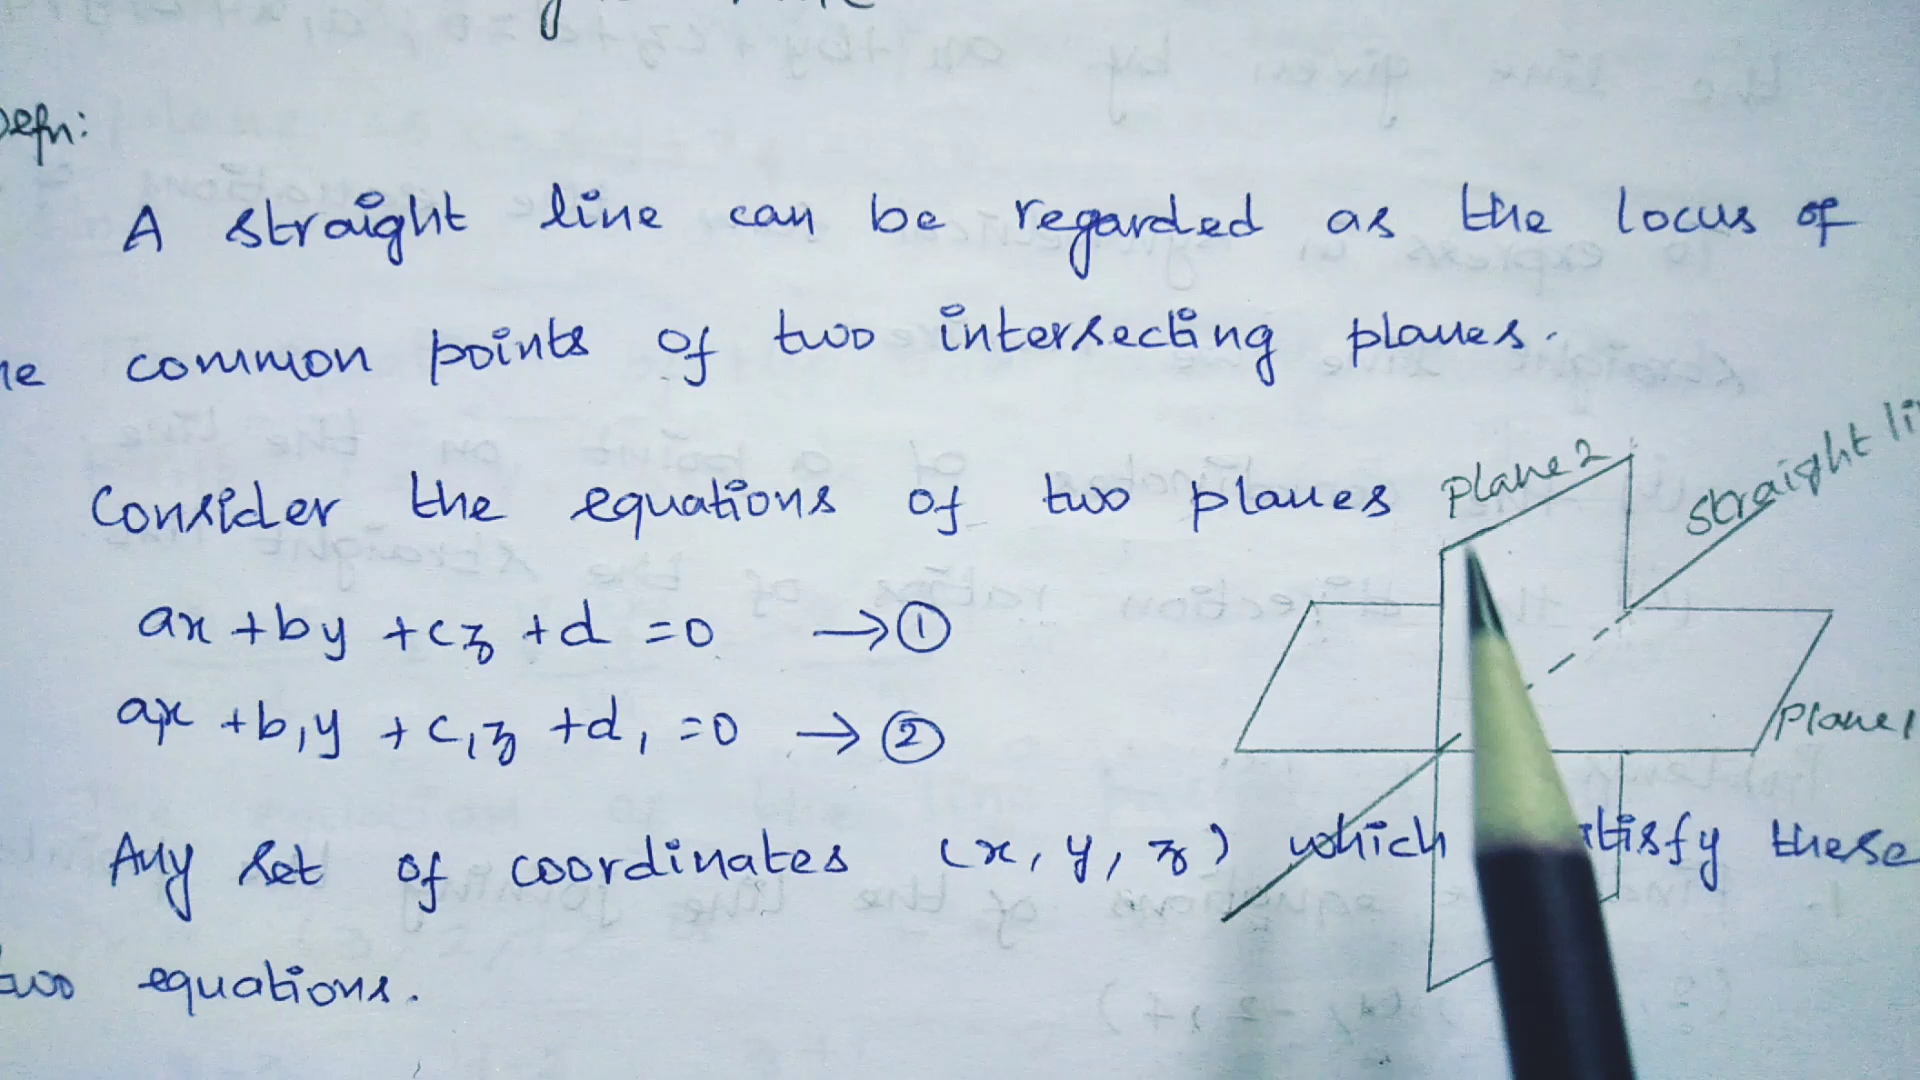 Defn:
A straight line can be regarded as the locus of
common points of two intersecting planes.
Consider the equations of two planes
Plane 2
straight li
ax + by + cz + d = 0 → ①
a₁x + b₁y + c₁z + d₁ = 0 → ②
Plane 1
Any set of coordinates (x, y, z) which tisfy these
two equations.